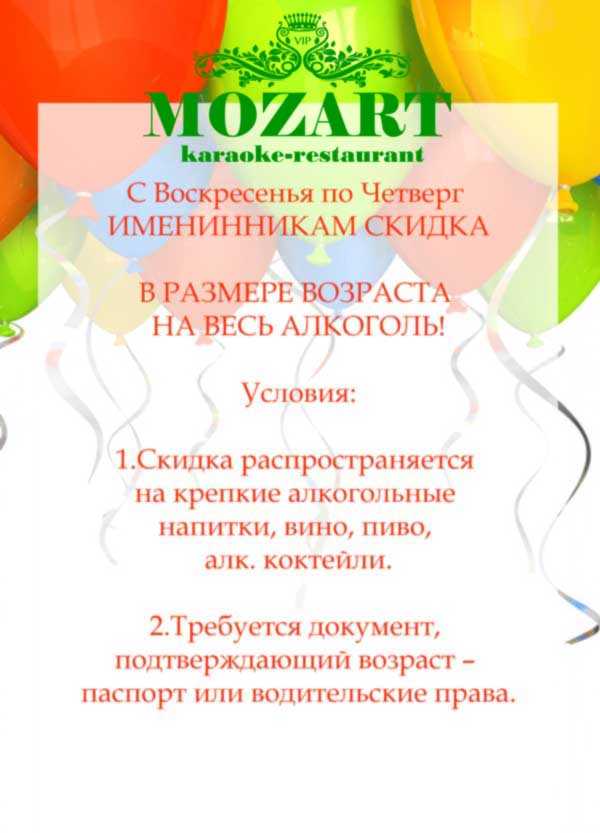 VIP
MOZART
karaoke-restaurant
С Воскресенья по Четверг
ИМЕНИННИКАМ СКИДКА
В РАЗМЕРЕ ВОЗРАСТА
НА ВЕСЬ АЛКОГОЛЬ!
Условия:
1.Скидка распространяется
на крепкие алкогольные
напитки, вино, пиво,
алк. коктейли.
2.Требуется документ,
подтверждающий возраст –
паспорт или водительские права.